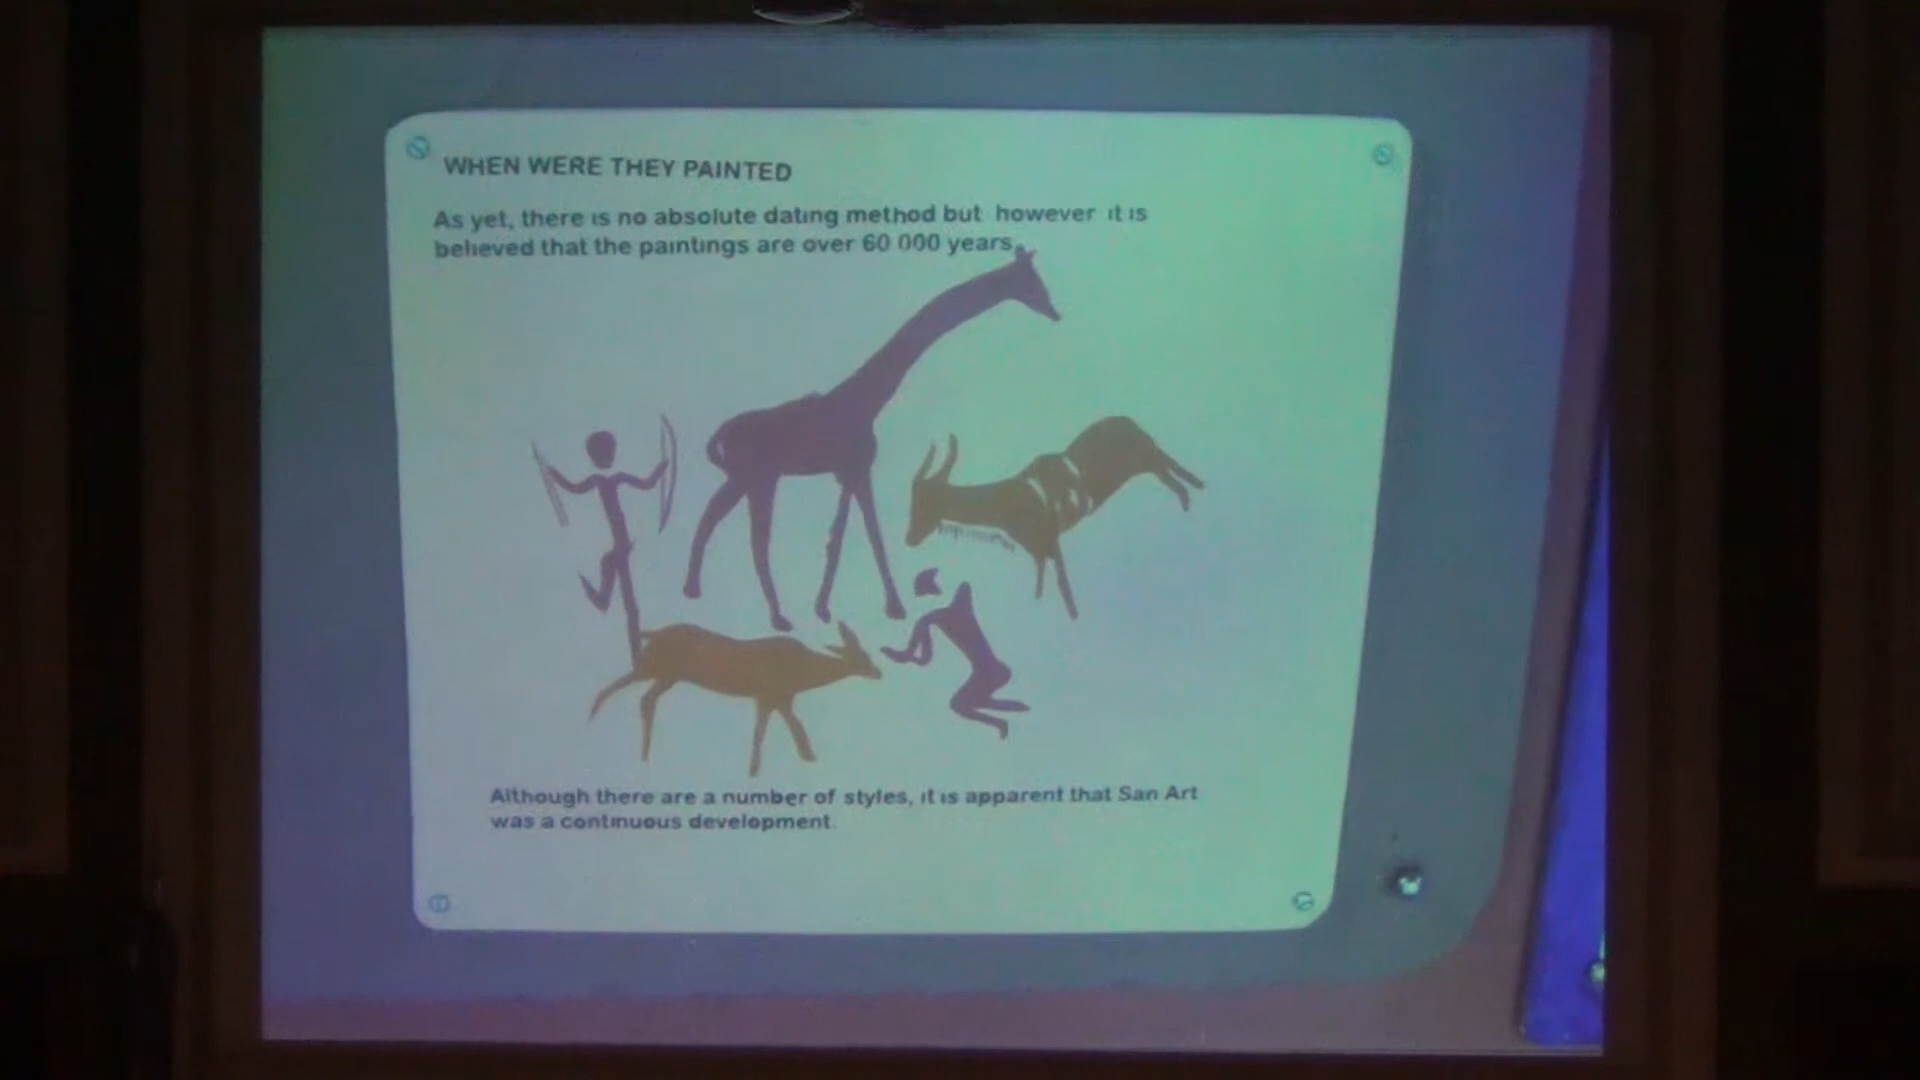 WHEN WERE THEY PAINTED
As yet, there is no absolute dating method but however it is
believed that the paintings are over 60 000 years.
Although there are a number of styles, it is apparent that San Art
was a continuous development.